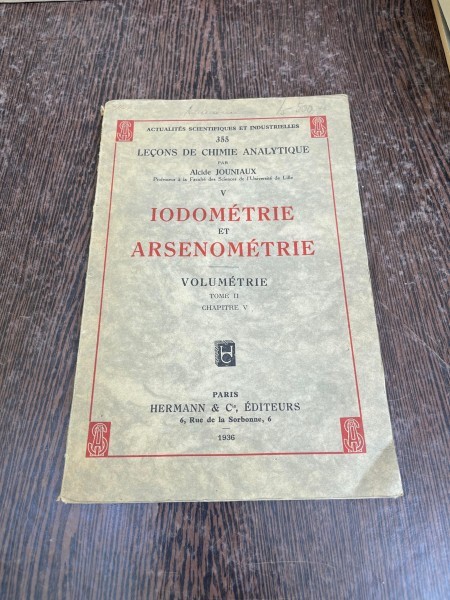 ACTUALITÉS SCIENTIFIQUES ET INDUSTRIELLES
355
LEÇONS DE CHIMIE ANALYTIQUE
PAR
Alcide JOUNIAUX
Professeur à la Faculté des Sciences de l'Université de Lille
V
IODOMÉTRIE
ET
ARSENOMÉTRIE
VOLUMÉTRIE
TOME II
CHAPITRE V
PARIS
HERMANN & Cie, ÉDITEURS
6, Rue de la Sorbonne, 6
1936